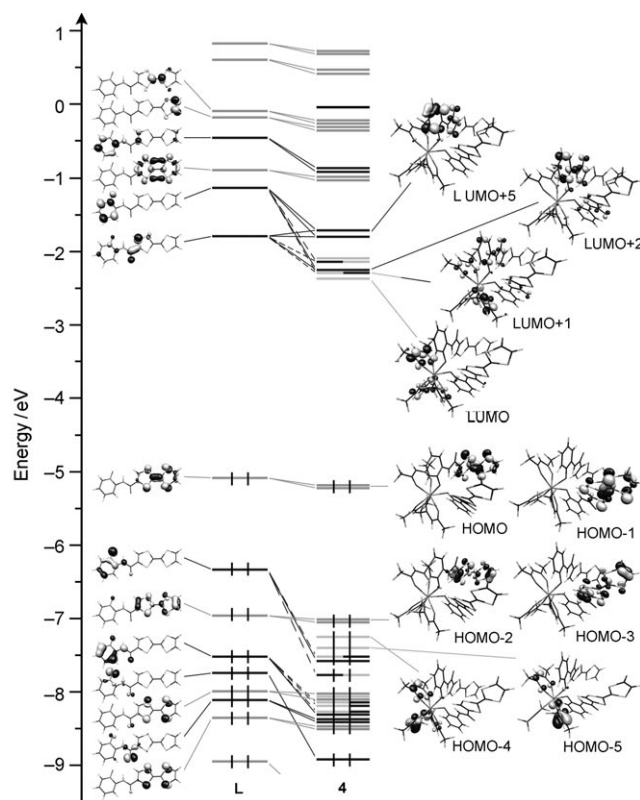 1
0
–1
–2
–3
–4
–5
–6
–7
–8
–9
Energy / eV
L
4
L UMO+5
LUMO+2
LUMO+1
LUMO
HOMO
HOMO-1
HOMO-2
HOMO-3
HOMO-4
HOMO-5